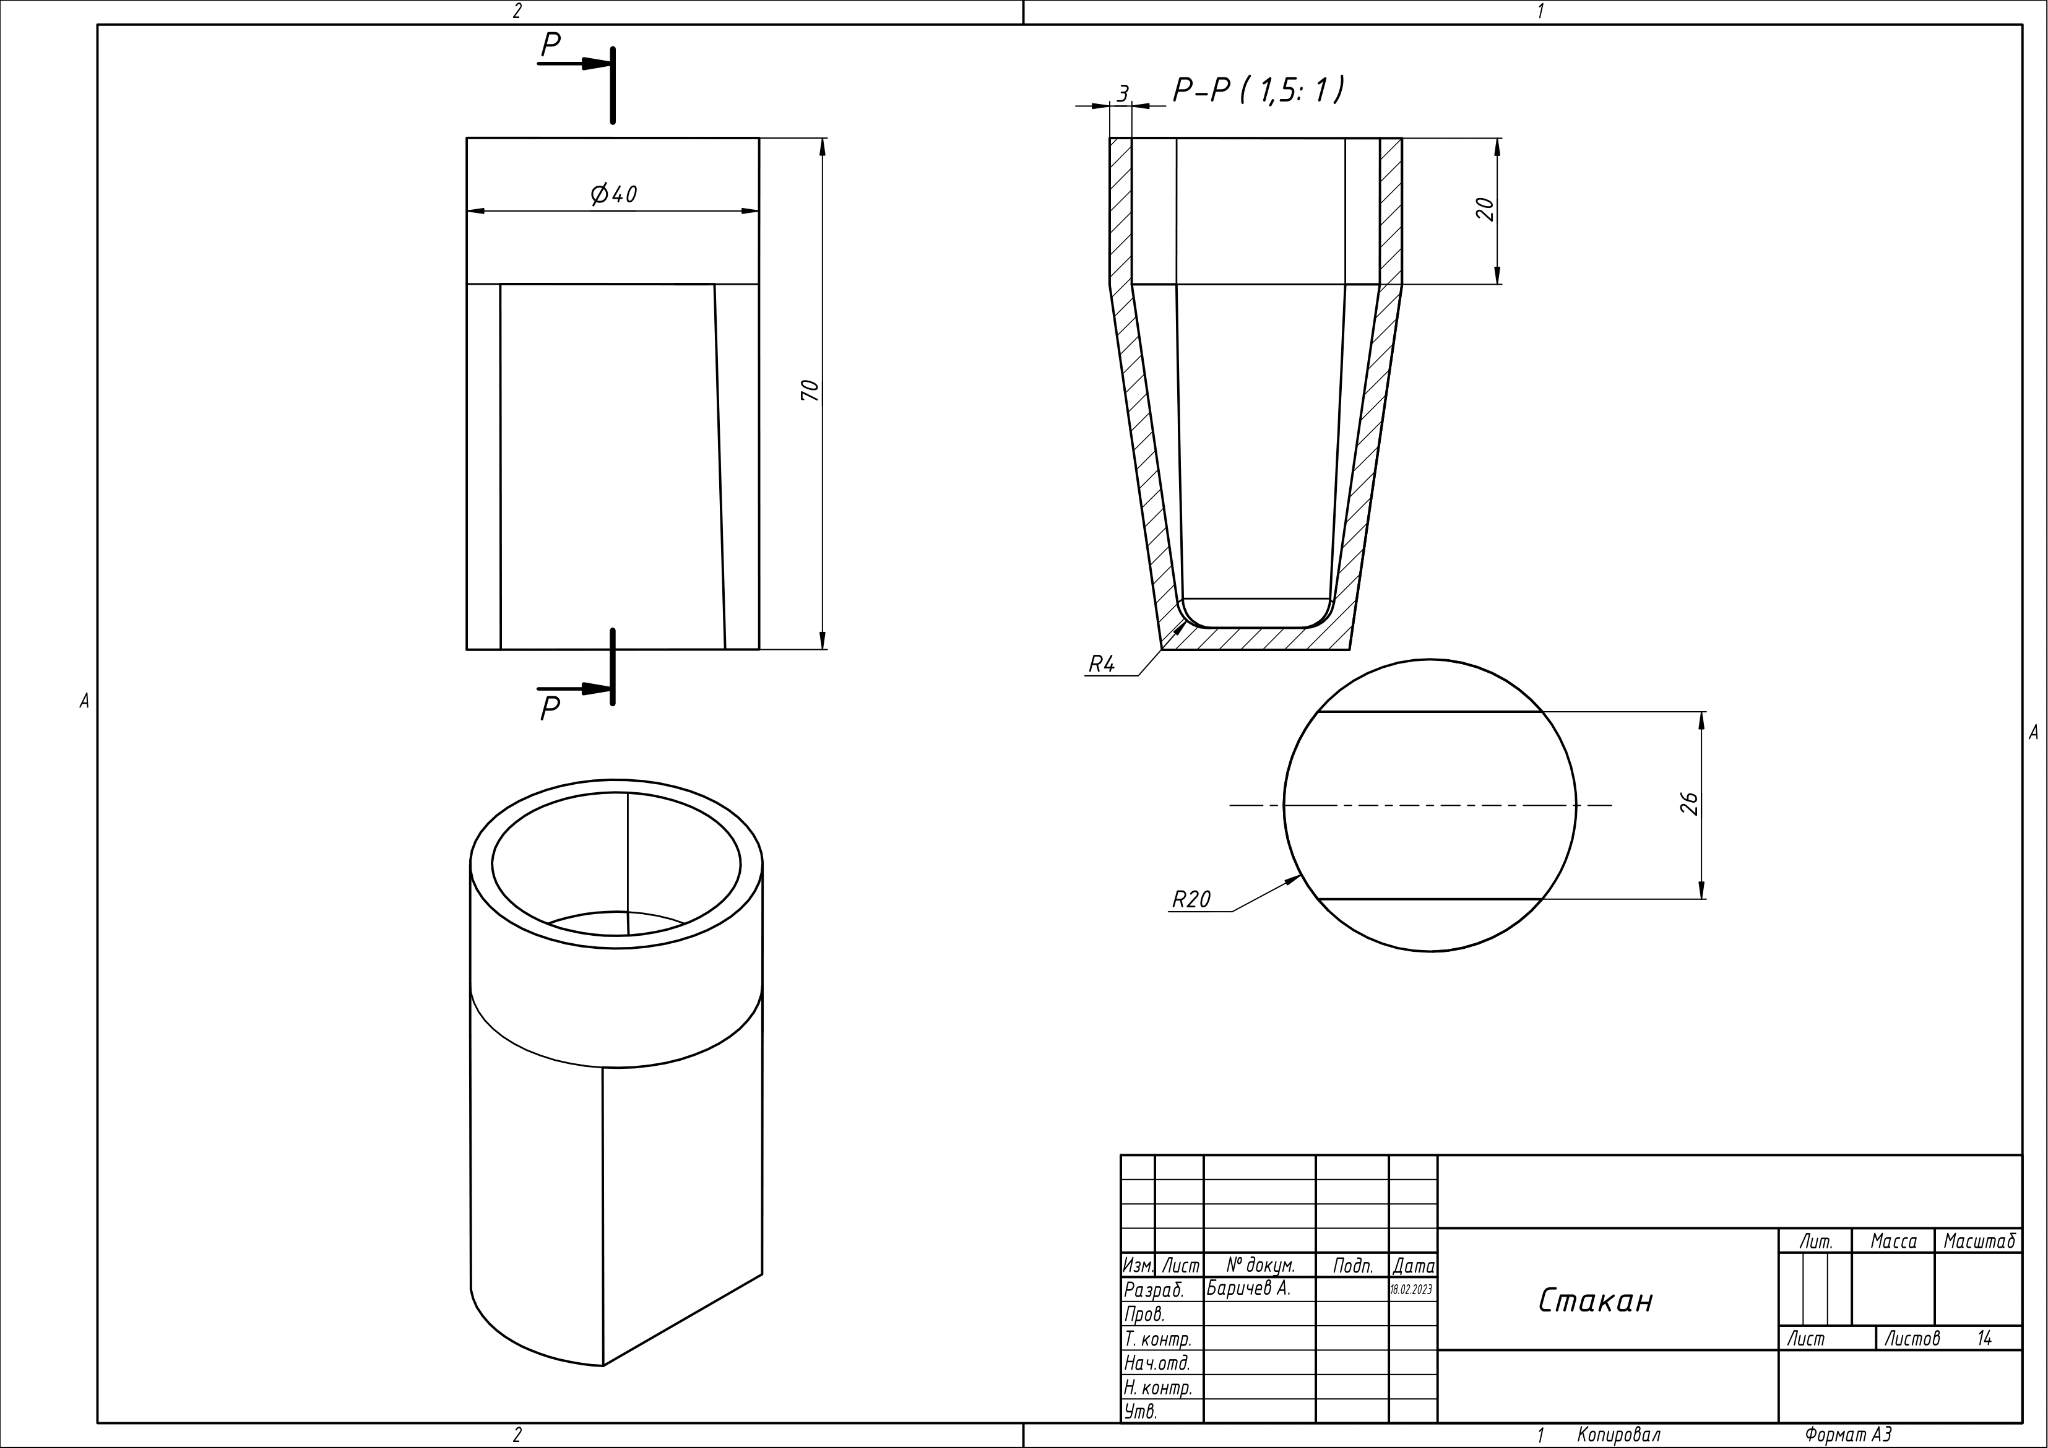 2
1
P
P-P ( 1,5: 1 )
3
⌀40
20
70
R4
P
A
A
26
R20
Изм. Лист № докум. Подп. Дата
Разраб. Баричев А. 18.02.2023
Пров.
Т. контр.
Нач.отд.
Н. контр.
Утв.
Стакан
Лит. Масса Масштаб
Лист Листов 14
2
1
Копировал
Формат А3